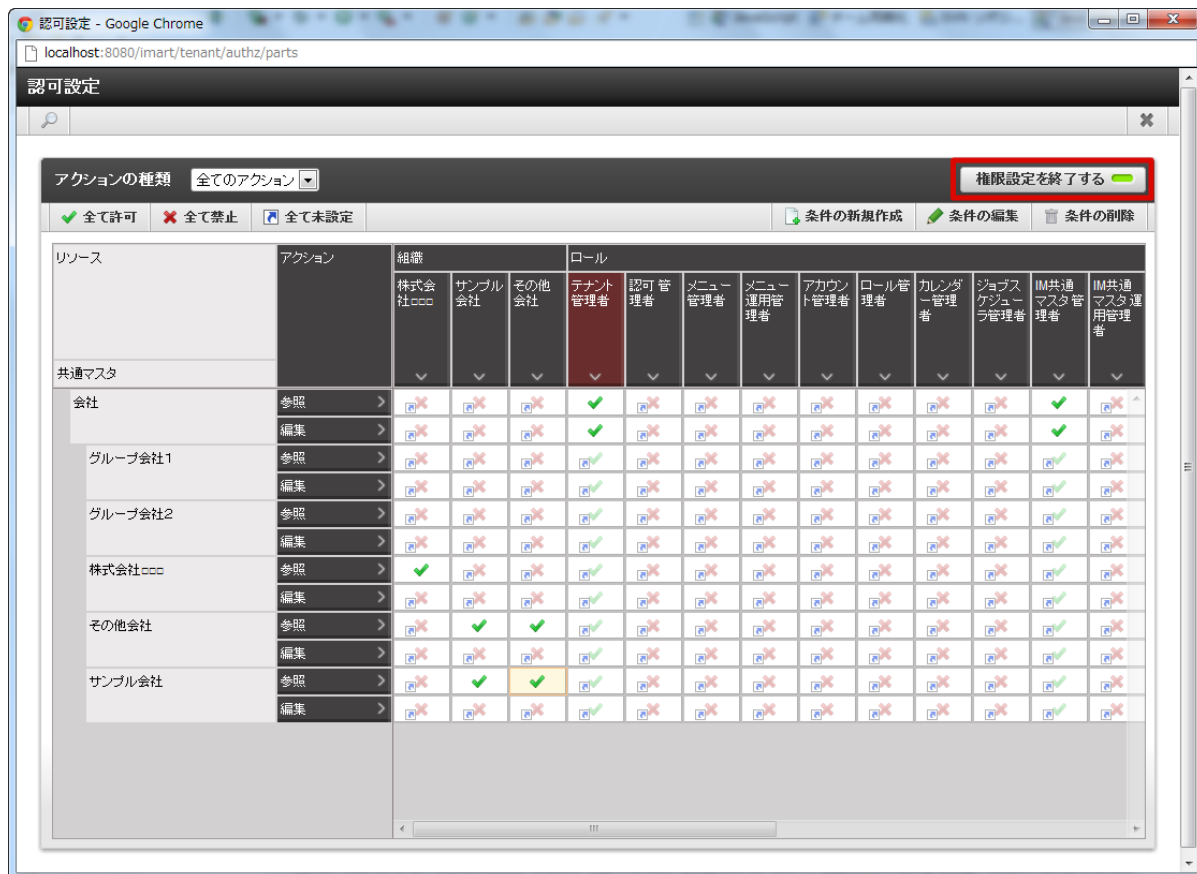 認可設定 - Google Chrome
localhost:8080/imart/tenant/authz/parts
認可設定
アクションの種類 全てのアクション 権限設定を終了する
全て許可 全て禁止 全て未設定 条件の新規作成 条件の編集 条件の削除
リソース アクション 組織 ロール
株式会社□□□ サンプル会社 その他会社 テナント管理者 認可管理者 メニュー管理者 メニュー運用管理者 アカウント管理者 ロール管理者 カレンダー管理者 ジョブスケジューラ管理者 IM共通マスタ管理者 IM共通マスタ運用管理者
共通マスタ
会社 参照
編集
グループ会社1 参照
編集
グループ会社2 参照
編集
株式会社□□□ 参照
編集
その他会社 参照
編集
サンプル会社 参照
編集